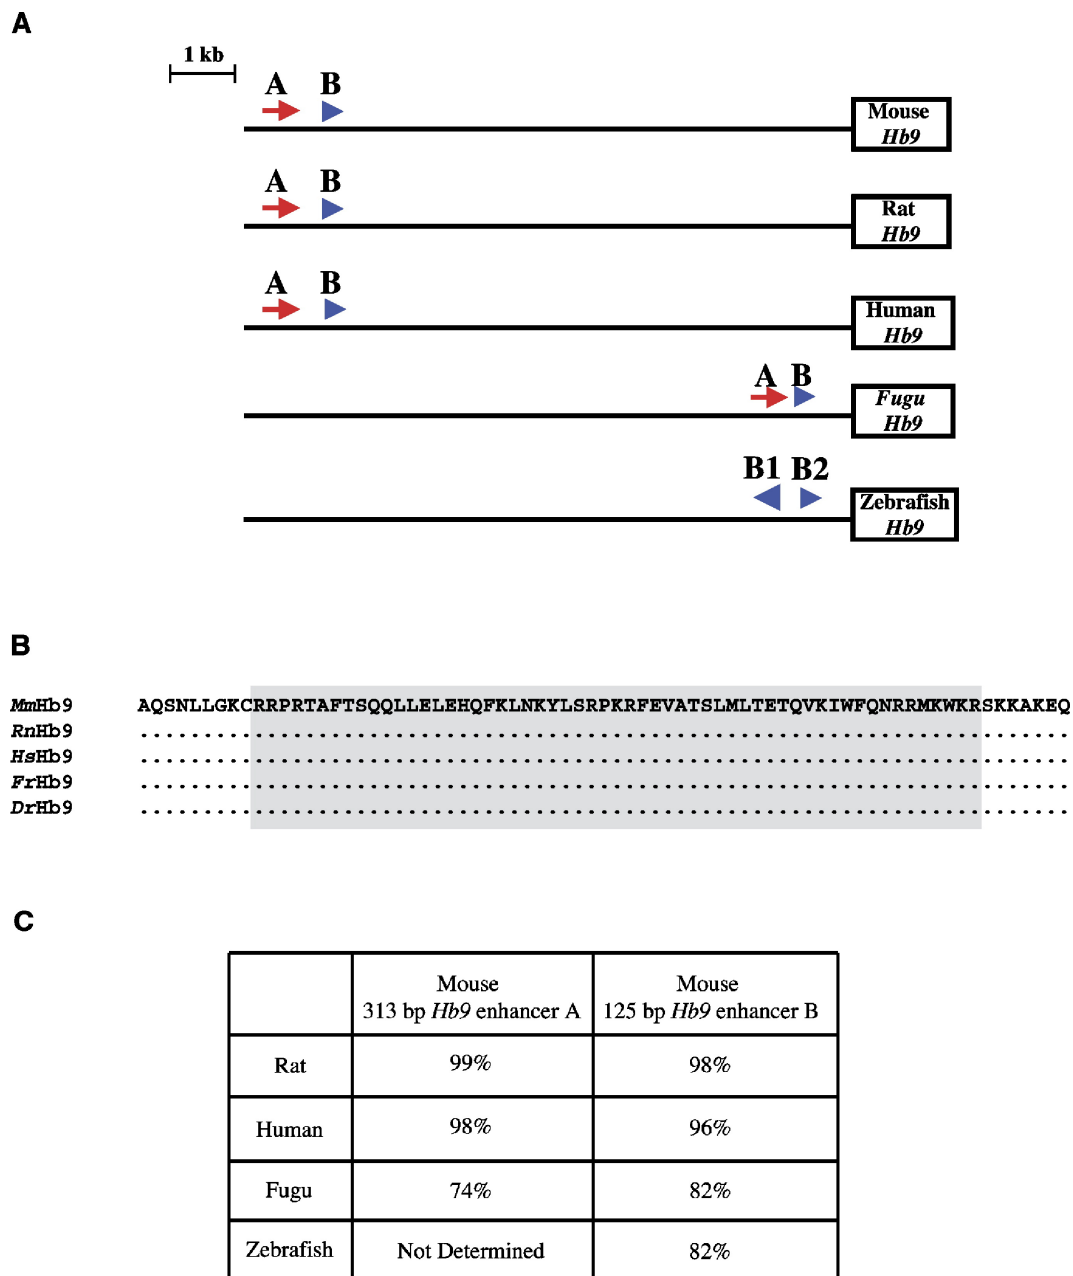 A
1 kb
A B
Mouse
Hb9
A B
Rat
Hb9
A B
Human
Hb9
A B
Fugu
Hb9
B1 B2
Zebrafish
Hb9
B
MmHb9 AQSNLLGKCRRPRTAFTSQQLLELEHQFKLNKYLSRPKRFEVATSLMLTETQVKIWFQNRRMKWKRSKKAKEQ
RnHb9 .........................................................................
HsHb9 .........................................................................
FrHb9 .........................................................................
DrHb9 .........................................................................
C
Mouse Mouse
313 bp Hb9 enhancer A 125 bp Hb9 enhancer B
Rat 99% 98%
Human 98% 96%
Fugu 74% 82%
Zebrafish Not Determined 82%